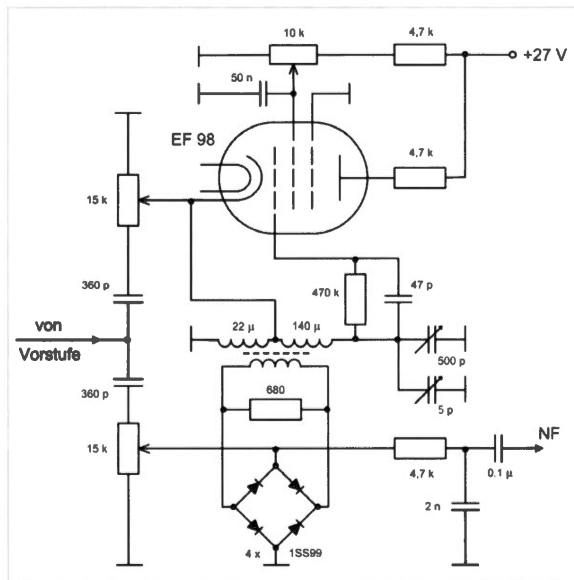 10 k
4,7 k
+27 V
50 n
EF 98
4,7 k
15 k
360 p
47 p
470 k
22 µ
140 µ
von
Vorstufe
500 p
360 p
680
5 p
15 k
NF
4,7 k
0.1 µ
2 n
4 x
1SS99